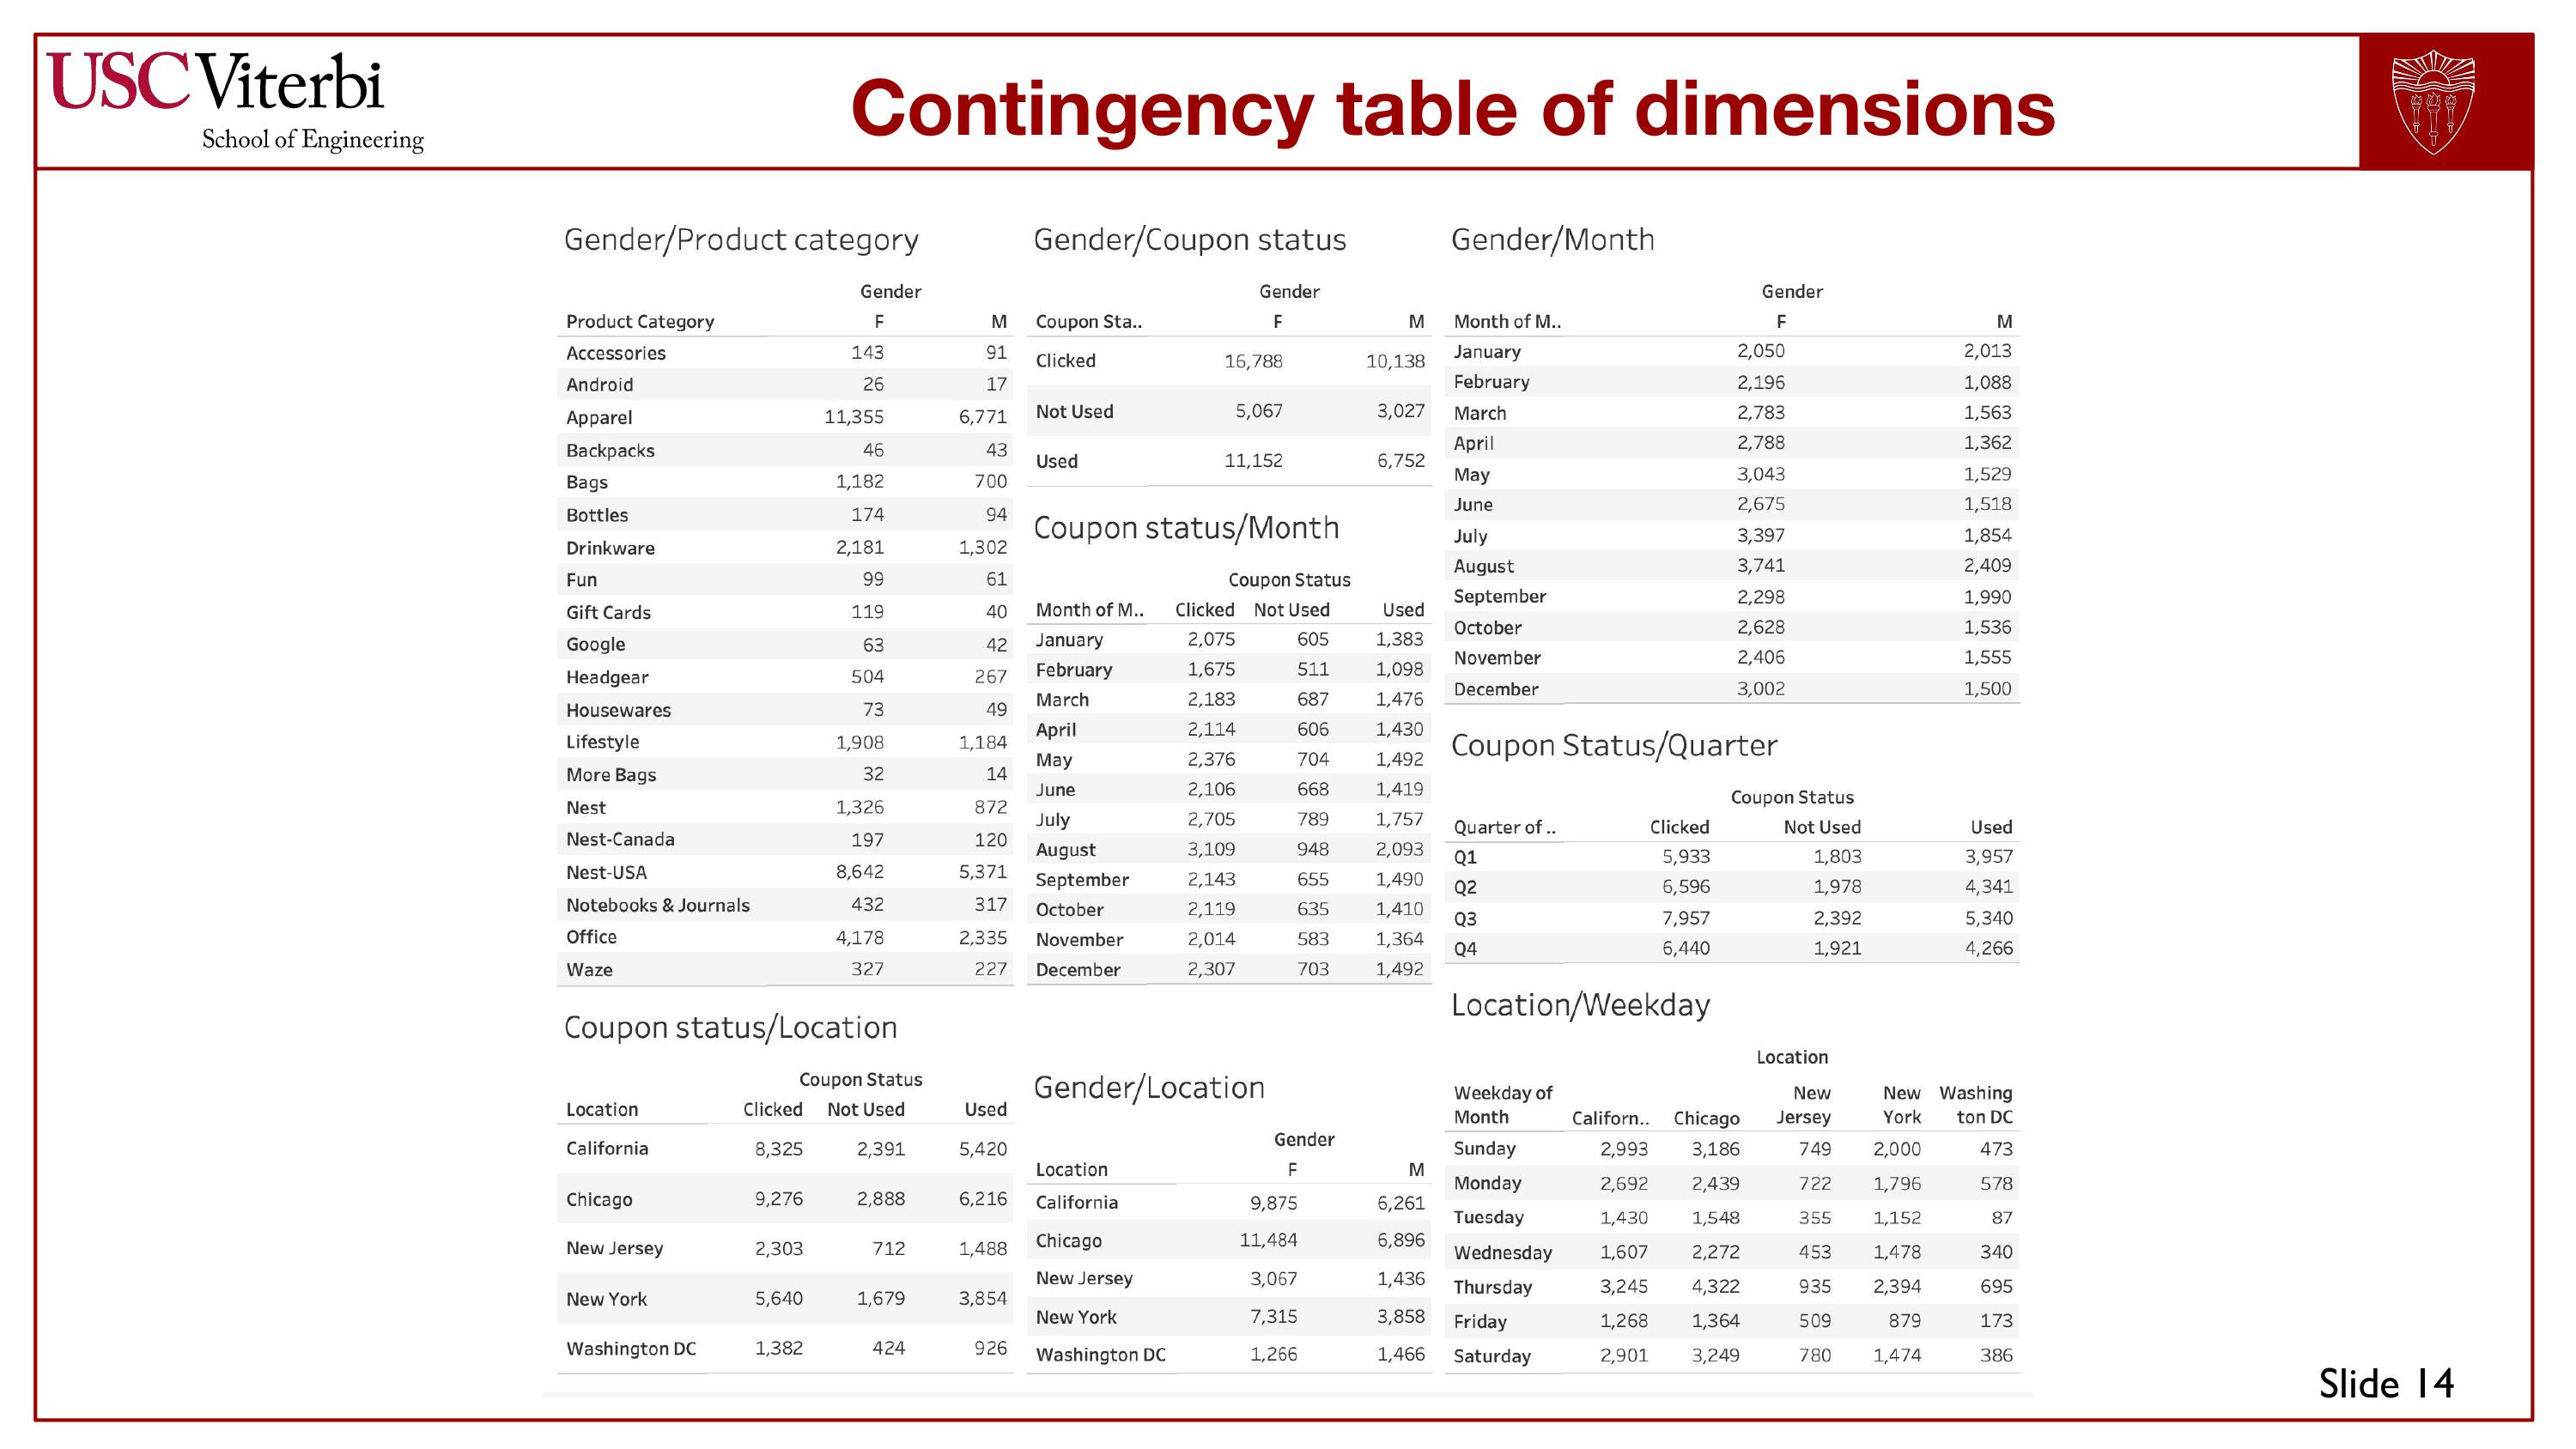 USC Viterbi
School of Engineering
Contingency table of dimensions
Gender/Product category
Gender
Product Category F M
Accessories 143 91
Android 26 17
Apparel 11,355 6,771
Backpacks 46 43
Bags 1,182 700
Bottles 174 94
Drinkware 2,181 1,302
Fun 99 61
Gift Cards 119 40
Google 63 42
Headgear 504 267
Housewares 73 49
Lifestyle 1,908 1,184
More Bags 32 14
Nest 1,326 872
Nest-Canada 197 120
Nest-USA 8,642 5,371
Notebooks & Journals 432 317
Office 4,178 2,335
Waze 327 227
Coupon status/Location
Coupon Status
Location Clicked Not Used Used
California 8,325 2,391 5,420
Chicago 9,276 2,888 6,216
New Jersey 2,303 712 1,488
New York 5,640 1,679 3,854
Washington DC 1,382 424 926
Gender/Coupon status
Gender
Coupon Sta.. F M
Clicked 16,788 10,138
Not Used 5,067 3,027
Used 11,152 6,752
Coupon status/Month
Coupon Status
Month of M.. Clicked Not Used Used
January 2,075 605 1,383
February 1,675 511 1,098
March 2,183 687 1,476
April 2,114 606 1,430
May 2,376 704 1,492
June 2,106 668 1,419
July 2,705 789 1,757
August 3,109 948 2,093
September 2,143 655 1,490
October 2,119 635 1,410
November 2,014 583 1,364
December 2,307 703 1,492
Gender/Location
Gender
Location F M
California 9,875 6,261
Chicago 11,484 6,896
New Jersey 3,067 1,436
New York 7,315 3,858
Washington DC 1,266 1,466
Gender/Month
Gender
Month of M.. F M
January 2,050 2,013
February 2,196 1,088
March 2,783 1,563
April 2,788 1,362
May 3,043 1,529
June 2,675 1,518
July 3,397 1,854
August 3,741 2,409
September 2,298 1,990
October 2,628 1,536
November 2,406 1,555
December 3,002 1,500
Coupon Status/Quarter
Coupon Status
Quarter of .. Clicked Not Used Used
Q1 5,933 1,803 3,957
Q2 6,596 1,978 4,341
Q3 7,957 2,392 5,340
Q4 6,440 1,921 4,266
Location/Weekday
Location
Weekday of New New Washing
Month Californ.. Chicago Jersey York ton DC
Sunday 2,993 3,186 749 2,000 473
Monday 2,692 2,439 722 1,796 578
Tuesday 1,430 1,548 355 1,152 87
Wednesday 1,607 2,272 453 1,478 340
Thursday 3,245 4,322 935 2,394 695
Friday 1,268 1,364 509 879 173
Saturday 2,901 3,249 780 1,474 386
Slide 14